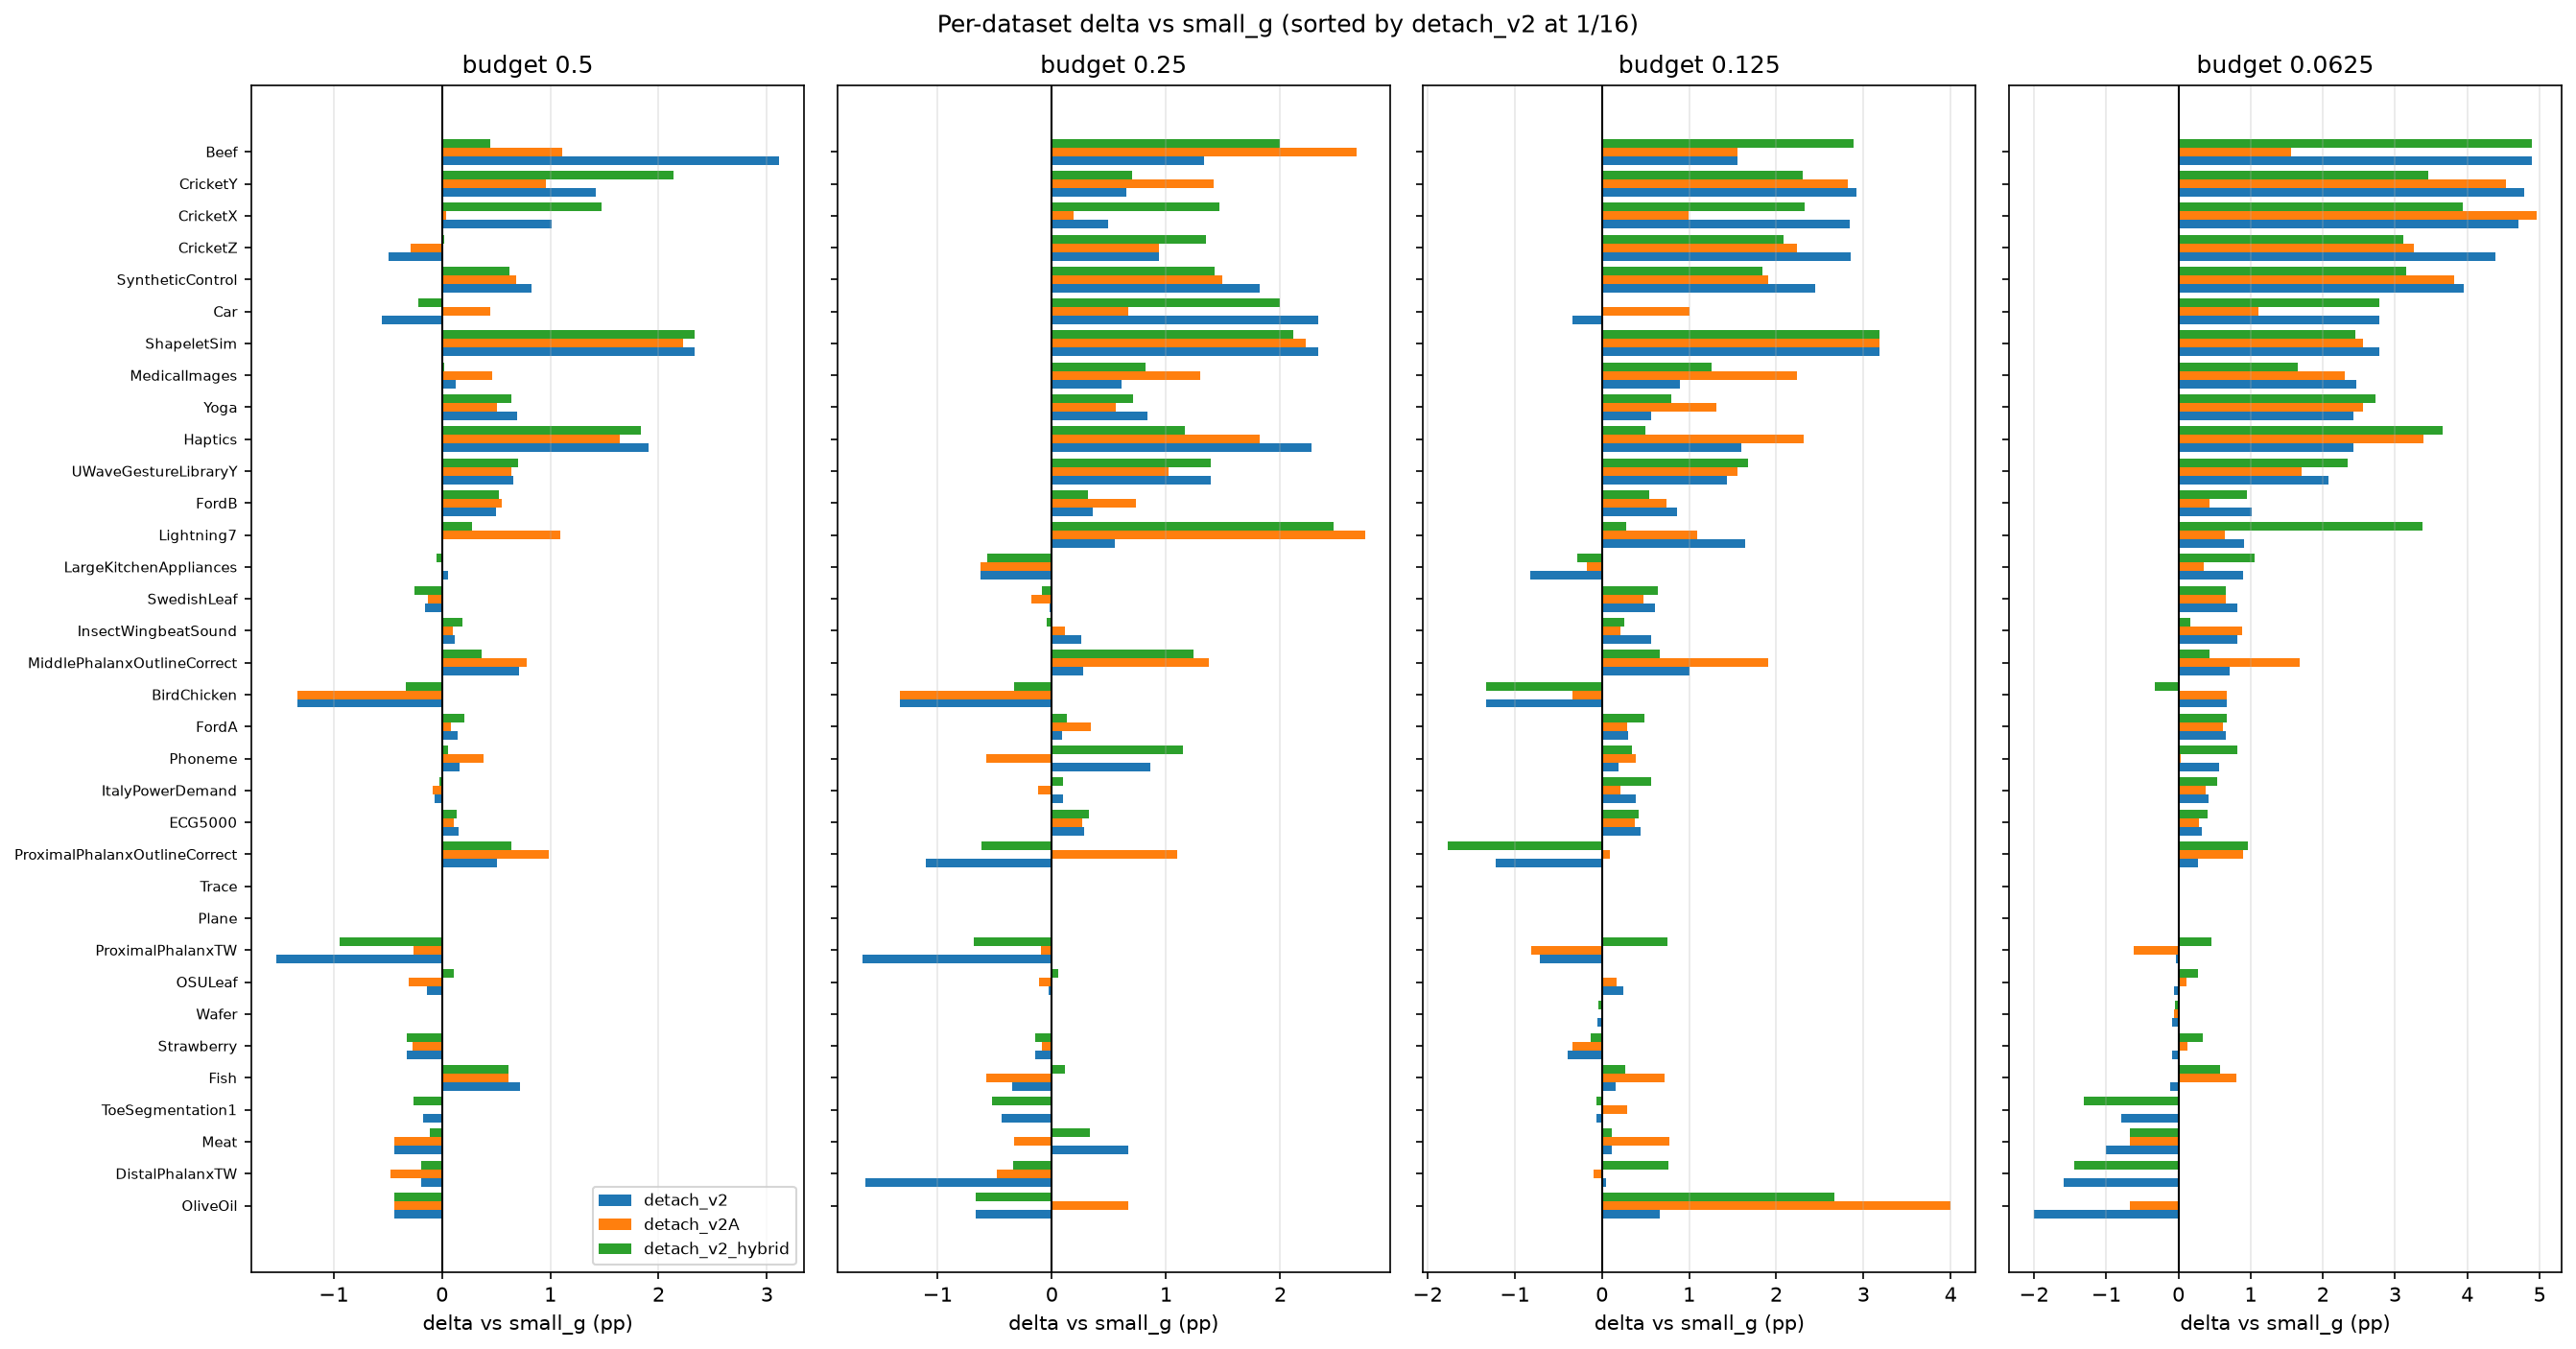 Per-dataset delta vs small_g (sorted by detach_v2 at 1/16)
budget 0.5
budget 0.25
budget 0.125
budget 0.0625
Beef
CricketY
CricketX
CricketZ
SyntheticControl
Car
ShapeletSim
MedicalImages
Yoga
Haptics
UWaveGestureLibraryY
FordB
Lightning7
LargeKitchenAppliances
SwedishLeaf
InsectWingbeatSound
MiddlePhalanxOutlineCorrect
BirdChicken
FordA
Phoneme
ItalyPowerDemand
ECG5000
ProximalPhalanxOutlineCorrect
Trace
Plane
ProximalPhalanxTW
OSULeaf
Wafer
Strawberry
Fish
ToeSegmentation1
Meat
DistalPhalanxTW
OliveOil
detach_v2
detach_v2A
detach_v2_hybrid
−1 0 1 2 3
−1 0 1 2
−2 −1 0 1 2 3 4
−2 −1 0 1 2 3 4 5
delta vs small_g (pp)
delta vs small_g (pp)
delta vs small_g (pp)
delta vs small_g (pp)